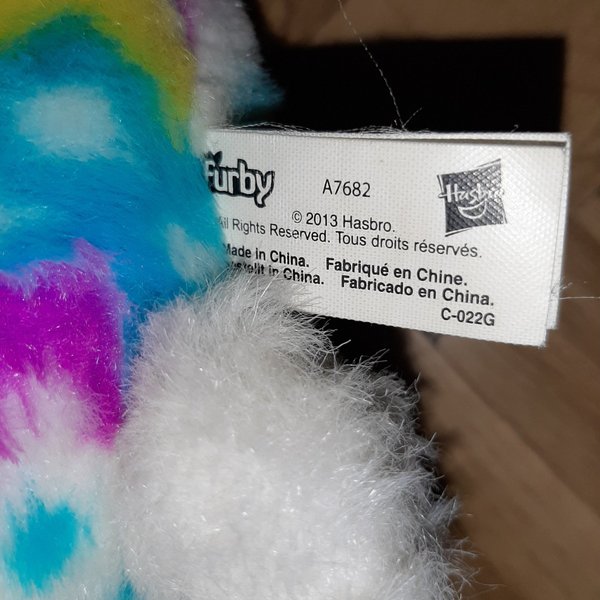 Furby
A7682
Hasbro
© 2013 Hasbro.
All Rights Reserved. Tous droits réservés.
Made in China. Fabriqué en Chine.
in China. Fabricado en China.
C-022G